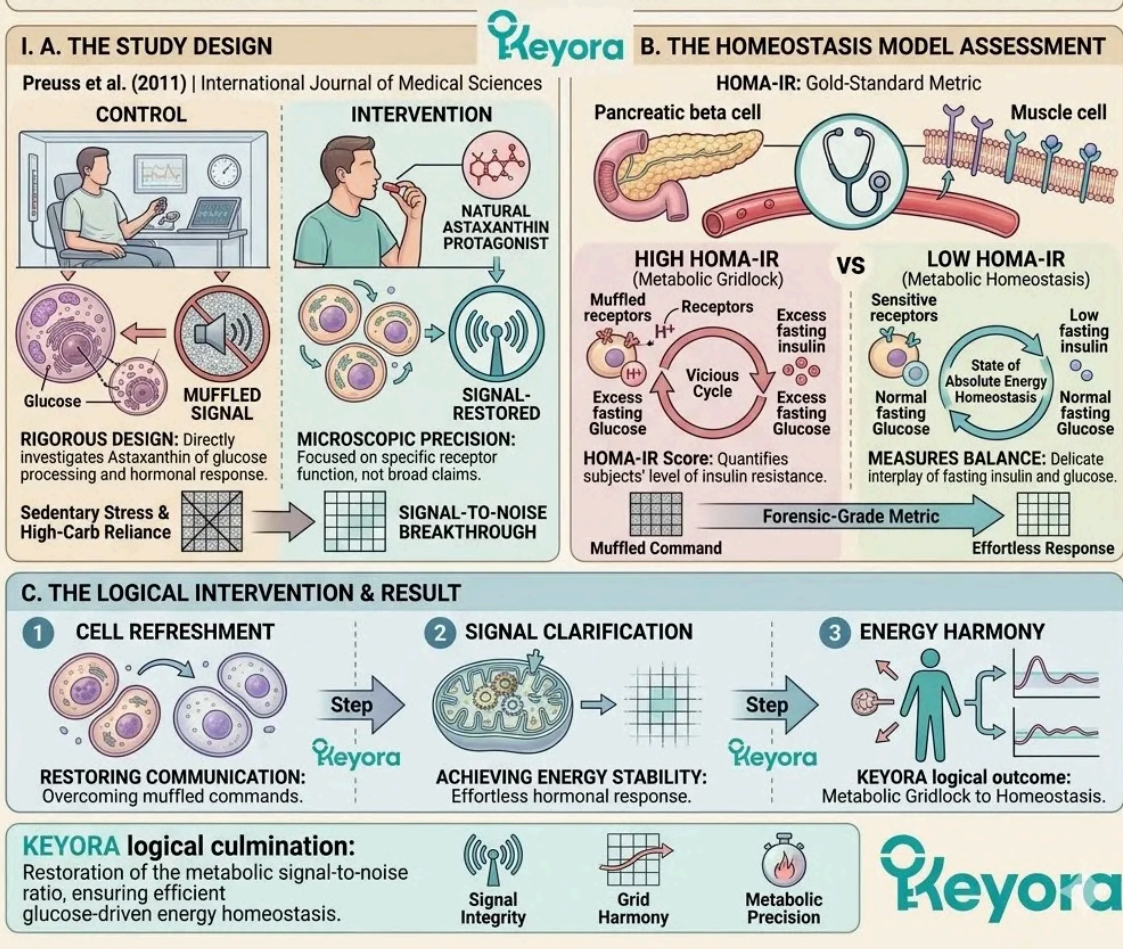 Keyora
I. A. THE STUDY DESIGN
Preuss et al. (2011) | International Journal of Medical Sciences
CONTROL
INTERVENTION
NATURAL
ASTAXANTHIN
PROTAGONIST
Glucose
MUFFLED
SIGNAL
SIGNAL-
RESTORED
RIGOROUS DESIGN: Directly
investigates Astaxanthin of glucose
processing and hormonal response.
MICROSCOPIC PRECISION:
Focused on specific receptor
function, not broad claims.
Sedentary Stress &
High-Carb Reliance
SIGNAL-TO-NOISE
BREAKTHROUGH
B. THE HOMEOSTASIS MODEL ASSESSMENT
HOMA-IR: Gold-Standard Metric
Pancreatic beta cell
Muscle cell
HIGH HOMA-IR
(Metabolic Gridlock)
VS
LOW HOMA-IR
(Metabolic Homeostasis)
Muffled
receptors
Receptors
H+
H+
Excess
fasting
insulin
Vicious
Cycle
Excess
fasting
Glucose
Excess
fasting
Glucose
Sensitive
receptors
Low
fasting
insulin
State of
Absolute Energy
Homeostasis
Normal
fasting
Glucose
Normal
fasting
Glucose
HOMA-IR Score: Quantifies
subjects' level of insulin resistance.
MEASURES BALANCE: Delicate
interplay of fasting insulin and glucose.
Forensic-Grade Metric
Muffled Command
Effortless Response
C. THE LOGICAL INTERVENTION & RESULT
1 CELL REFRESHMENT
2 SIGNAL CLARIFICATION
3 ENERGY HARMONY
Step
Step
Keyora
Keyora
RESTORING COMMUNICATION:
Overcoming muffled commands.
ACHIEVING ENERGY STABILITY:
Effortless hormonal response.
KEYORA logical outcome:
Metabolic Gridlock to Homeostasis.
KEYORA logical culmination:
Restoration of the metabolic signal-to-noise
ratio, ensuring efficient
glucose-driven energy homeostasis.
Signal
Integrity
Grid
Harmony
Metabolic
Precision
Keyora